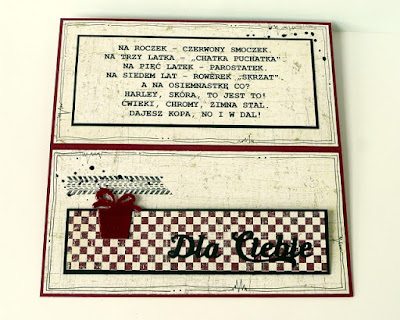 NA ROCZEK – CZERWONY SMOCZEK.
NA TRZY LATKA – „CHATKA PUCHATKA".
NA PIĘĆ LATEK – PAROSTATEK.
NA SIEDEM LAT – ROWEREK „SKRZAT".
A NA OSIEMNASTKĘ CO?
HARLEY, SKÓRA, TO JEST TO!
ĆWIEKI, CHROMY, ZIMNA STAL.
DAJESZ KOPA, NO I W DAL!
Dla Ciebie